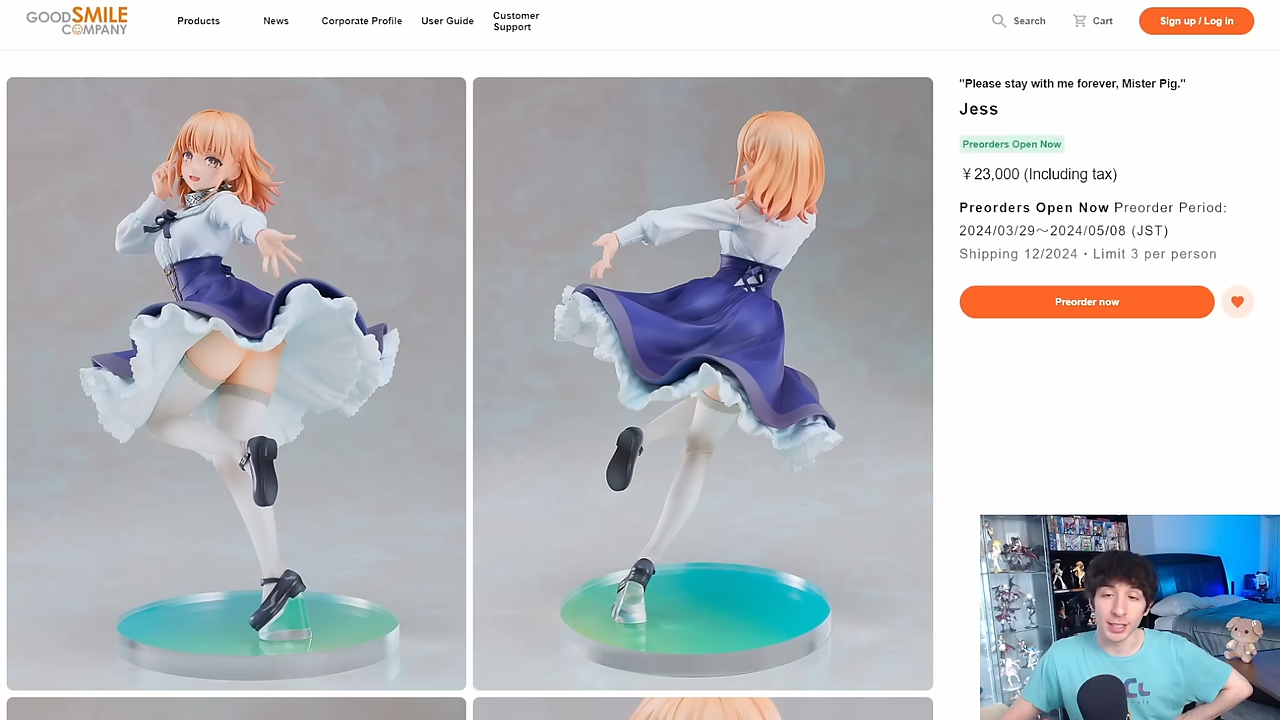 GOODSMILE
COMPANY
Products
News
Corporate Profile
User Guide
Customer
Support
Search
Cart
Sign up / Log in
"Please stay with me forever, Mister Pig."
Jess
Preorders Open Now
¥23,000 (Including tax)
Preorders Open Now Preorder Period:
2024/03/29～2024/05/08 (JST)
Shipping 12/2024・Limit 3 per person
Preorder now